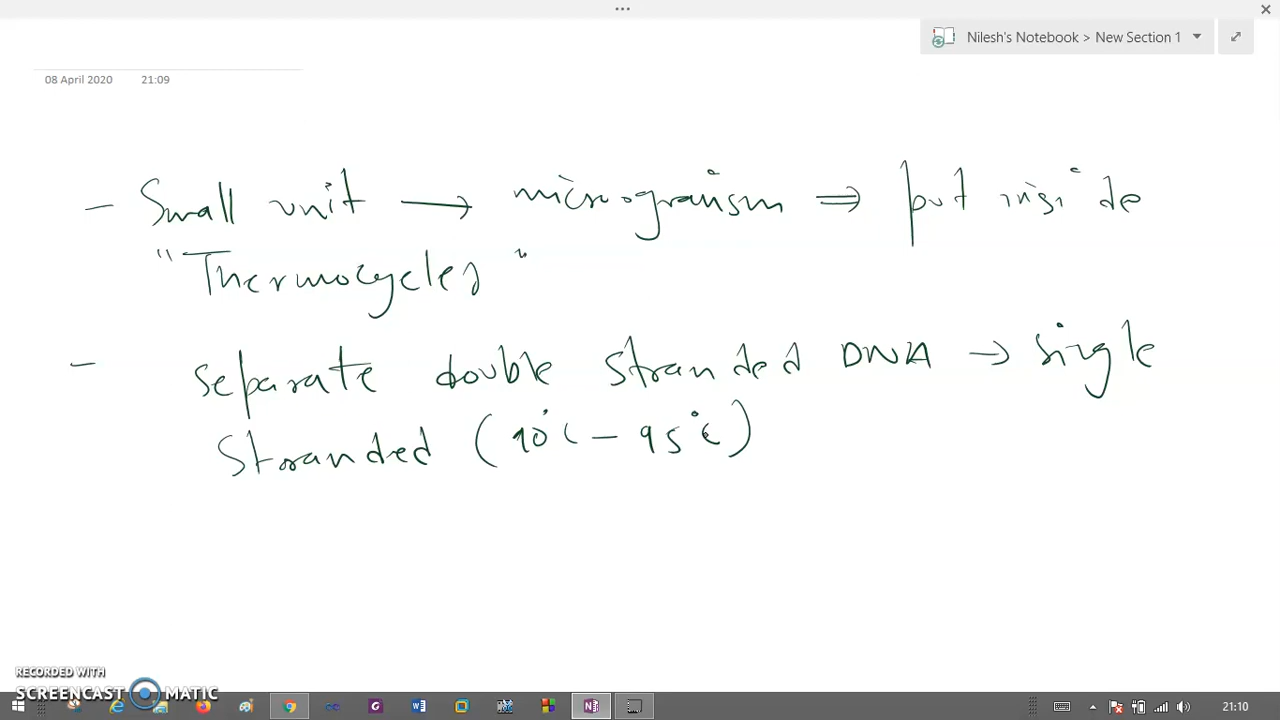 Nilesh's Notebook > New Section 1
08 April 2020 21:09
- Small unit → microrganism ⇒ put inside
"Thermocycler"
- separate double stranded DNA → single
stranded (90°C - 95°C)
RECORDED WITH
SCREENCAST MATIC
21:10